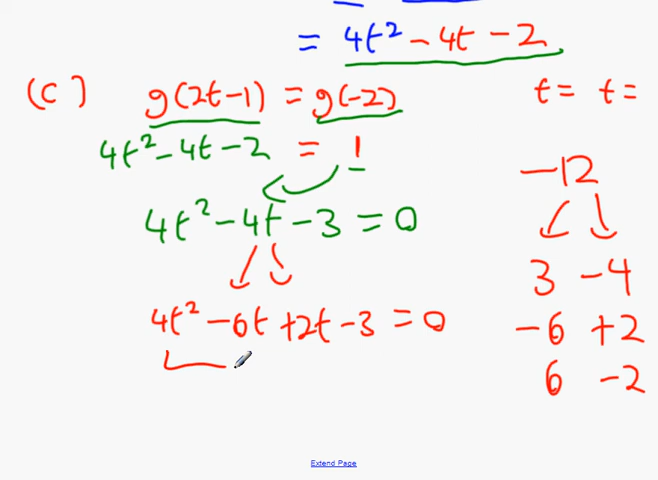 = 4t² - 4t - 2
(c) g(2t-1) = g(-2)
t = t =
4t² - 4t - 2 = 1
-12
4t² - 4t - 3 = 0
3 -4
4t² - 6t + 2t - 3 = 0
-6 +2
6 -2
Extend Page